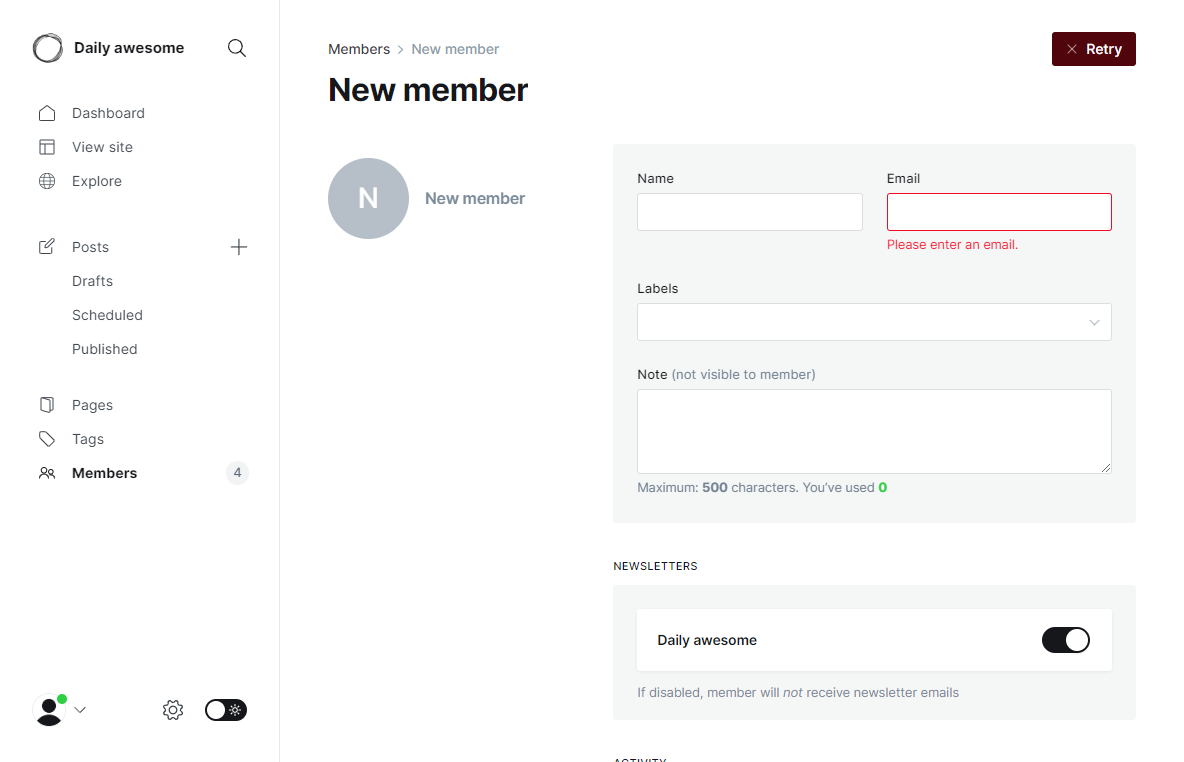 Daily awesome
Dashboard
View site
Explore
Posts
Drafts
Scheduled
Published
Pages
Tags
Members 4
Members > New member
Retry
New member
N
New member
Name
Email
Please enter an email.
Labels
Note (not visible to member)
Maximum: 500 characters. You’ve used 0
NEWSLETTERS
Daily awesome
If disabled, member will not receive newsletter emails
ACTIVITY